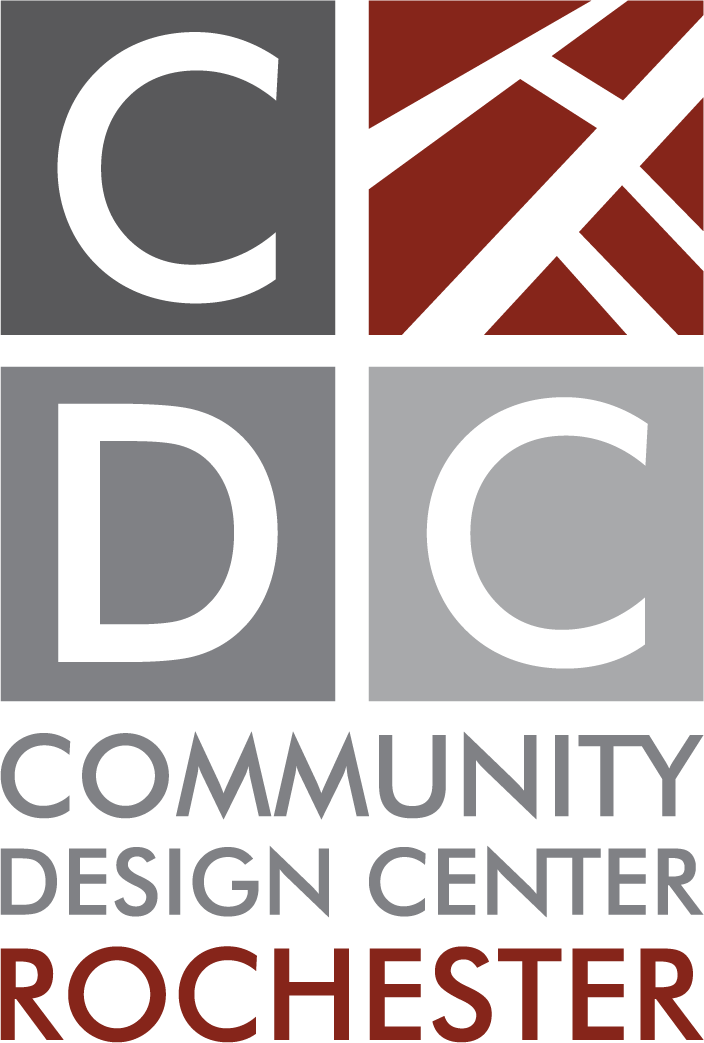 C
D C
COMMUNITY
DESIGN CENTER
ROCHESTER